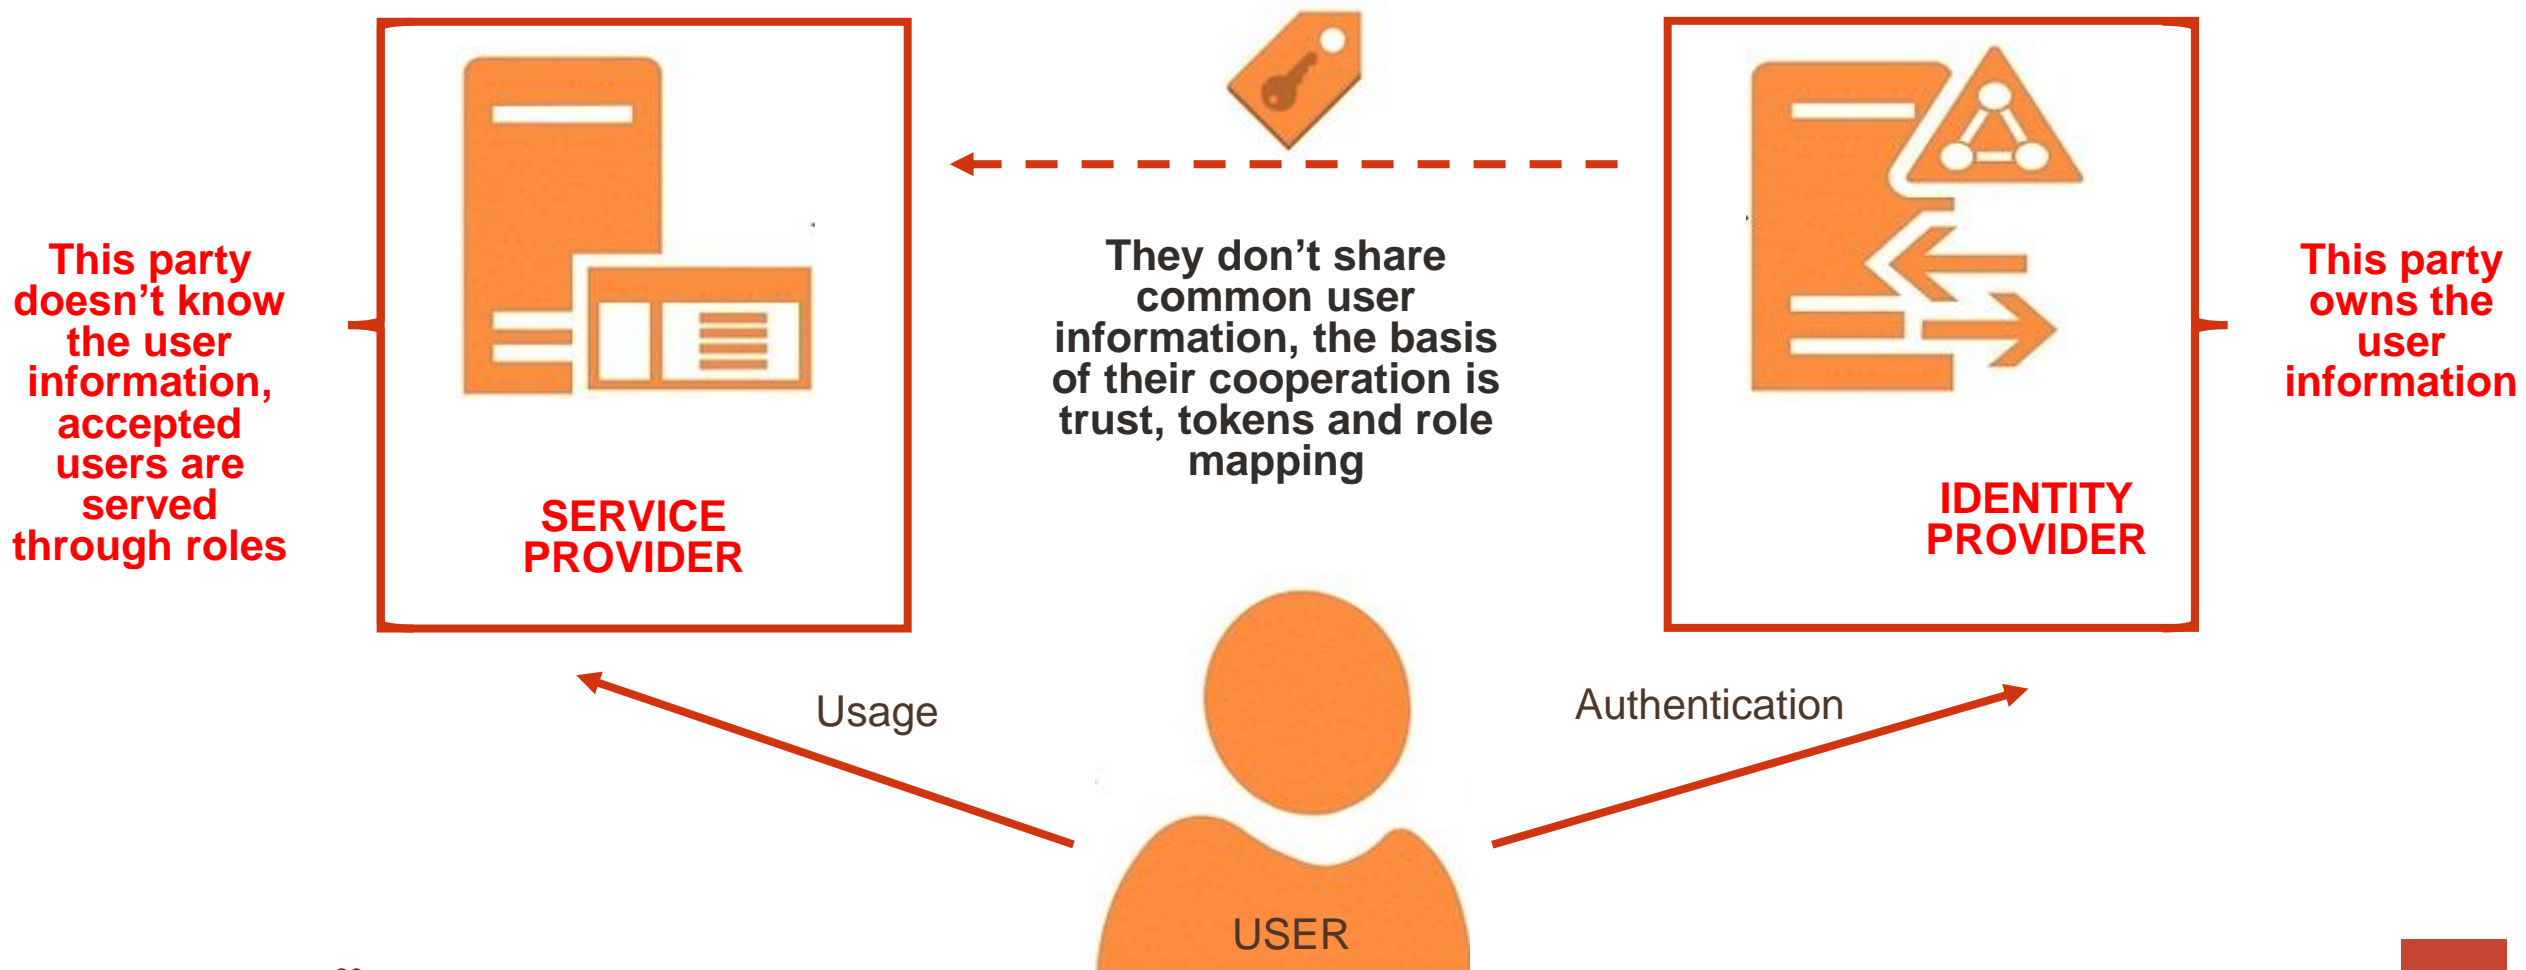 This party
doesn't know
the user
information,
accepted
users are
served
through roles
SERVICE
PROVIDER
They don't share
common user
information, the basis
of their cooperation is
trust, tokens and role
mapping
IDENTITY
PROVIDER
This party
owns the
user
information
Usage
Authentication
USER